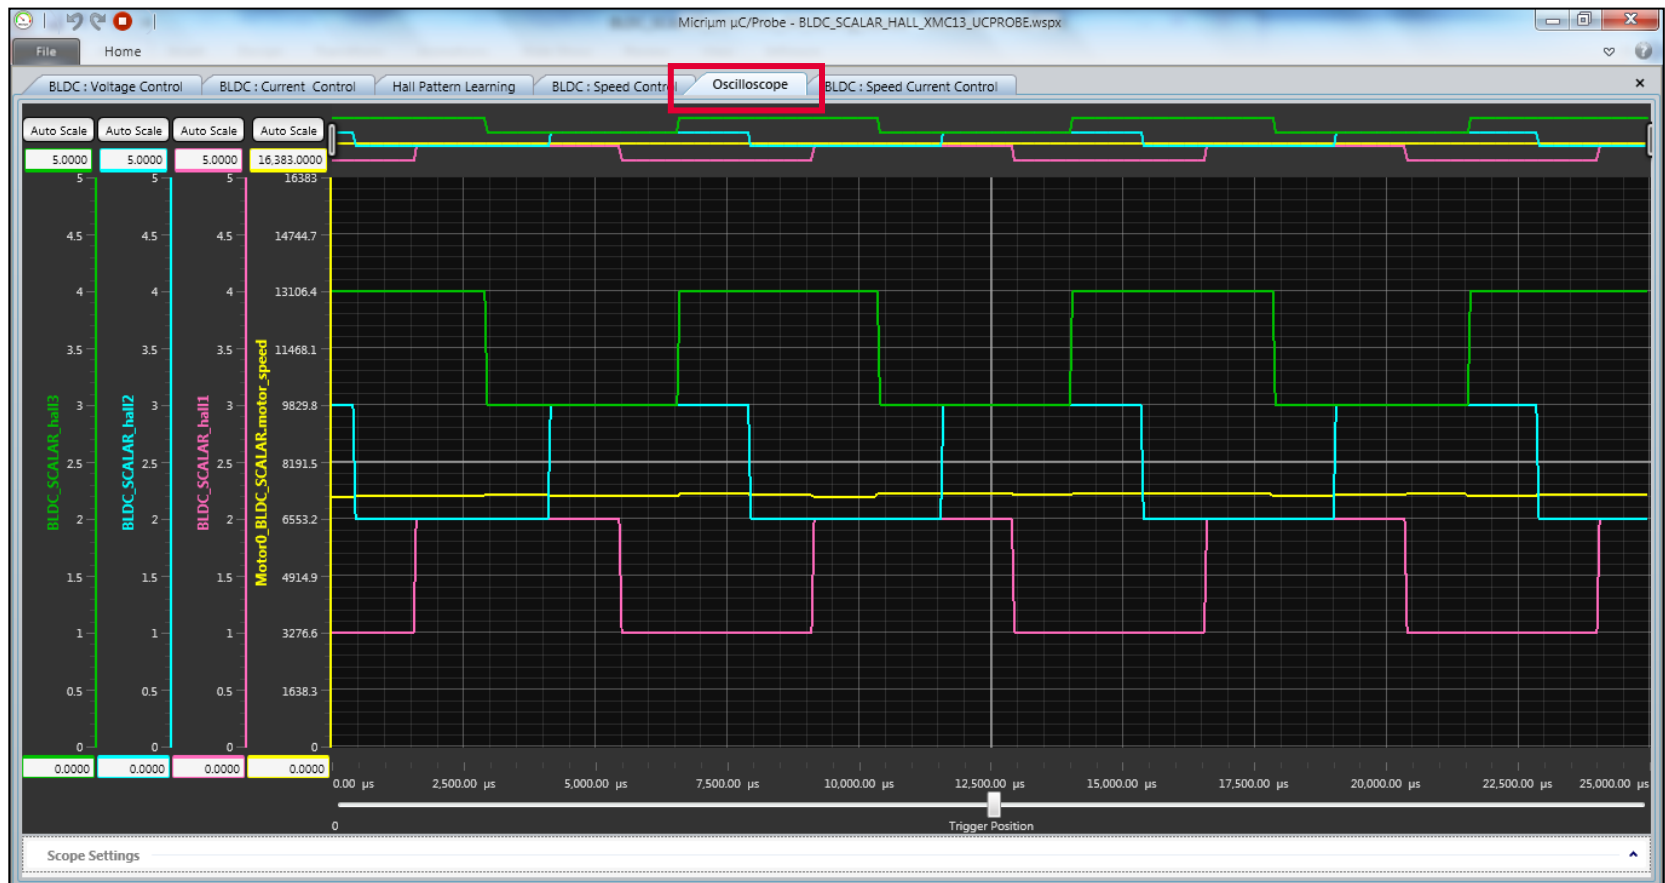 Micrium µC/Probe - BLDC_SCALAR_HALL_XMC13_UCPROBE.wspx
File Home
BLDC : Voltage Control BLDC : Current Control Hall Pattern Learning BLDC : Speed Control Oscilloscope BLDC : Speed Current Control
Auto Scale Auto Scale Auto Scale Auto Scale
5.0000 5.0000 5.0000 16,383.0000
5 5 5 16383
4.5 4.5 4.5 14744.7
4 4 4 13106.4
3.5 3.5 3.5 11468.1
3 3 3 9829.8
2.5 2.5 2.5 8191.5
2 2 2 6553.2
1.5 1.5 1.5 4914.9
1 1 1 3276.6
0.5 0.5 0.5 1638.3
0 0 0 0
BLDC_SCALAR_hall3
BLDC_SCALAR_hall2
BLDC_SCALAR_hall1
Motor0_BLDC_SCALAR.motor_speed
0.0000 0.0000 0.0000 0.0000
0.00 µs 2,500.00 µs 5,000.00 µs 7,500.00 µs 10,000.00 µs 12,500.00 µs 15,000.00 µs 17,500.00 µs 20,000.00 µs 22,500.00 µs 25,000.00 µs
0 Trigger Position
Scope Settings